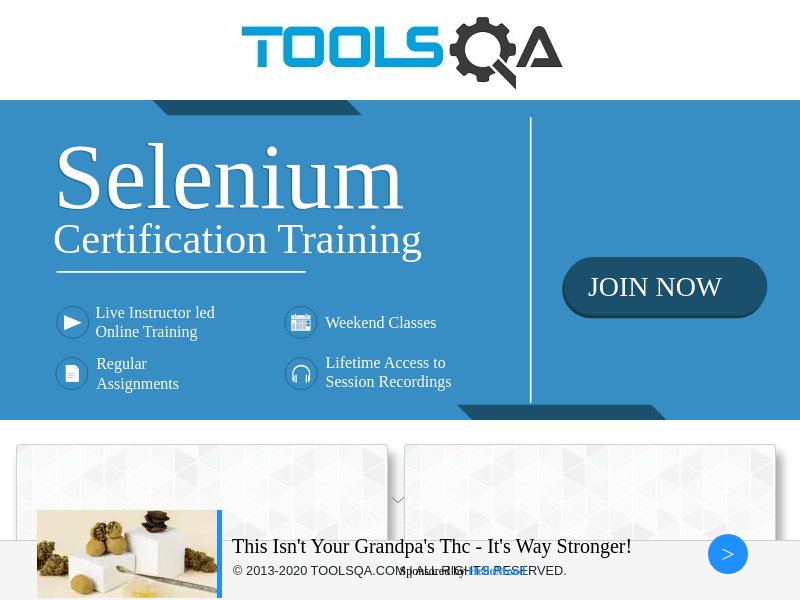 TOOLSQA
Selenium
Certification Training
JOIN NOW
Live Instructor led
Online Training
Weekend Classes
Regular
Assignments
Lifetime Access to
Session Recordings
This Isn't Your Grandpa's Thc - It's Way Stronger!
>
© 2013-2020 TOOLSQA.COM | ALL RIGHTS RESERVED.
Sponsored by